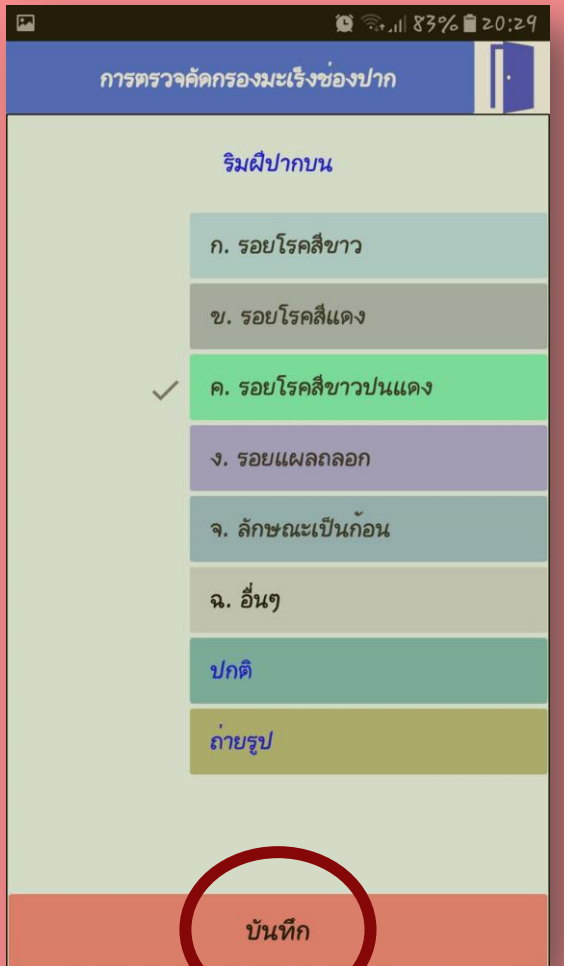 83% 20:29
การตรวจคัดกรองมะเร็งช่องปาก
ริมฝีปากบน
ก. รอยโรคสีขาว
ข. รอยโรคสีแดง
ค. รอยโรคสีขาวปนแดง
ง. รอยแผลถลอก
จ. ลักษณะเป็นก้อน
ฉ. อื่นๆ
ปกติ
ถ่ายรูป
บันทึก